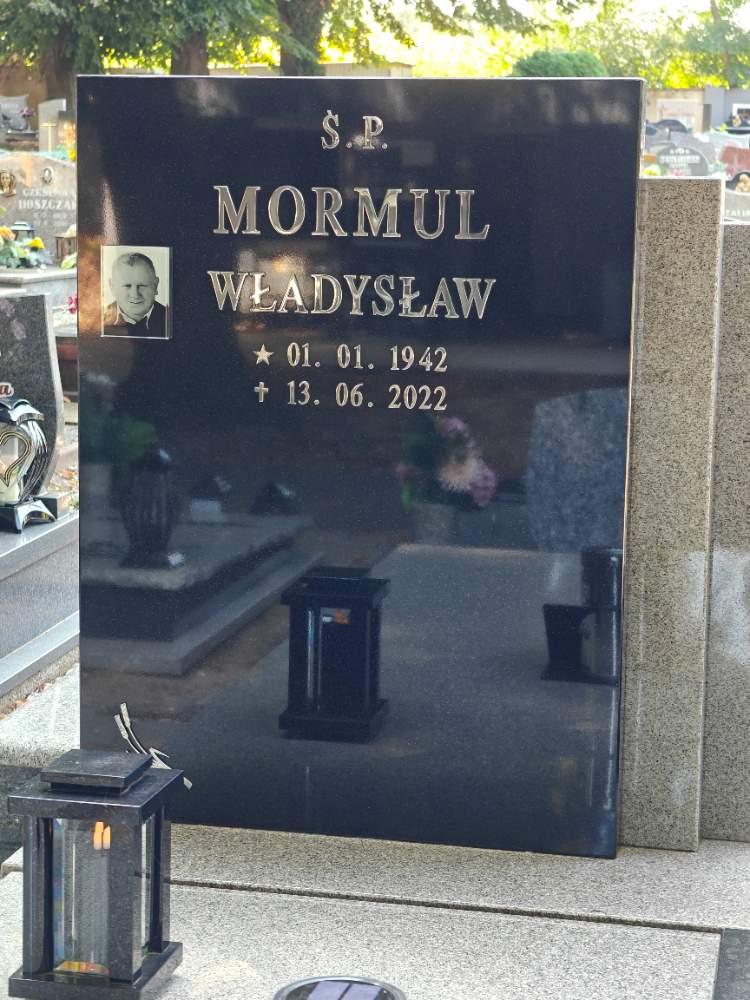 Ś.P.
MORMUL
WŁADYSŁAW
★ 01. 01. 1942
✝ 13. 06. 2022